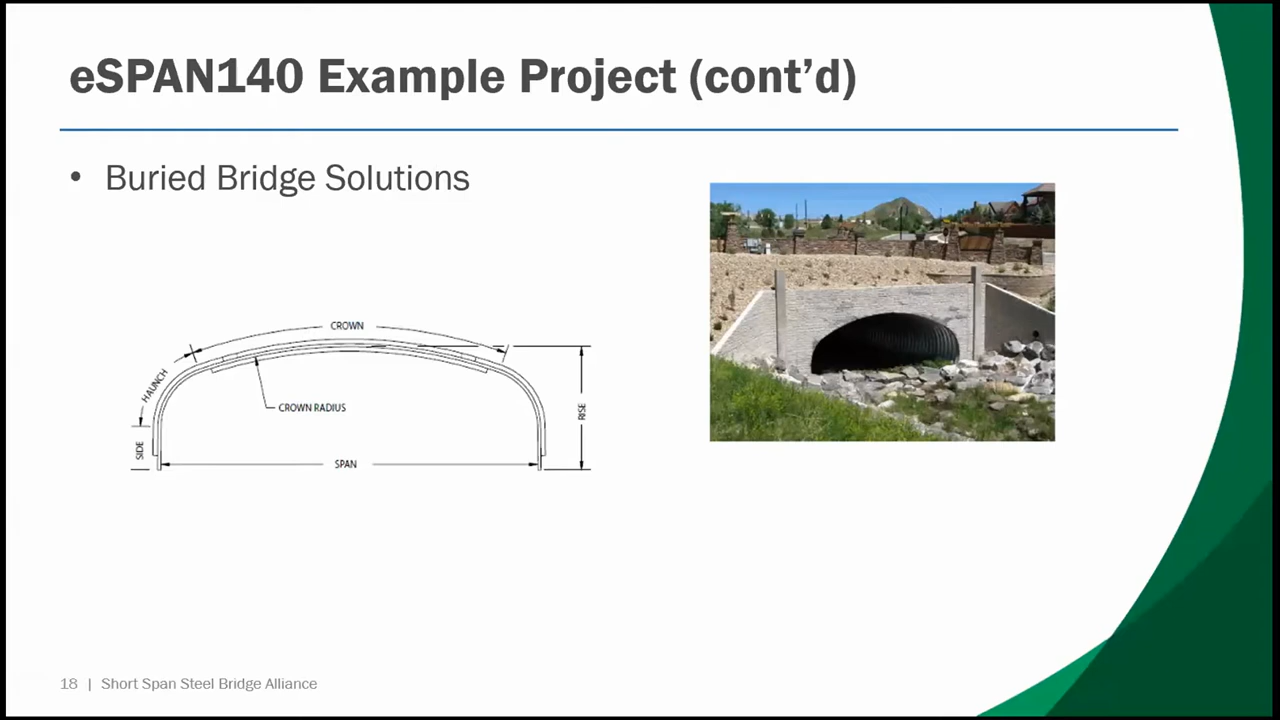 eSPAN140 Example Project (cont’d)
• Buried Bridge Solutions
CROWN
HAUNCH
CROWN RADIUS
RISE
SIDE
SPAN
18 | Short Span Steel Bridge Alliance